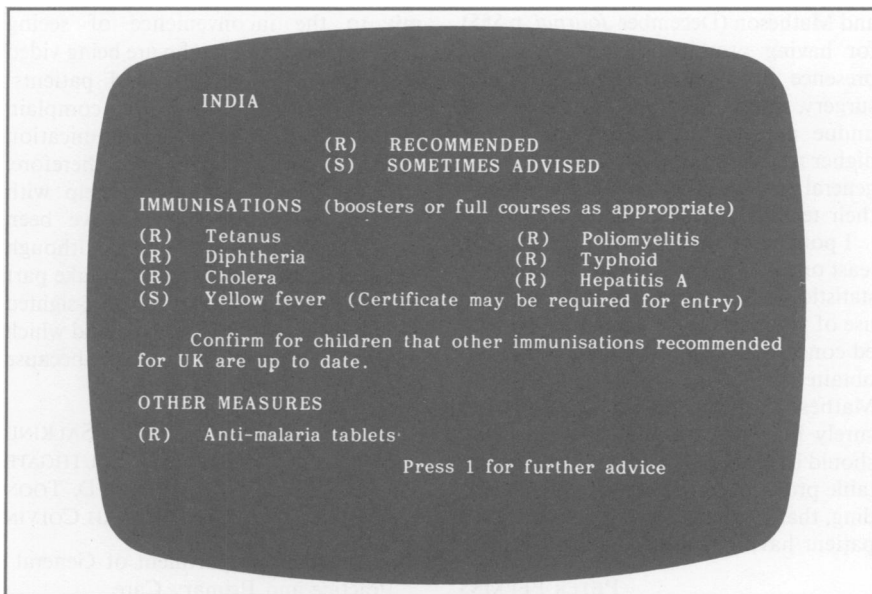 INDIA
(R) RECOMMENDED
(S) SOMETIMES ADVISED
IMMUNISATIONS (boosters or full courses as appropriate)
(R) Tetanus (R) Poliomyelitis
(R) Diphtheria (R) Typhoid
(R) Cholera (R) Hepatitis A
(S) Yellow fever (Certificate may be required for entry)
Confirm for children that other immunisations recommended
for UK are up to date.
OTHER MEASURES
(R) Anti-malaria tablets
Press 1 for further advice